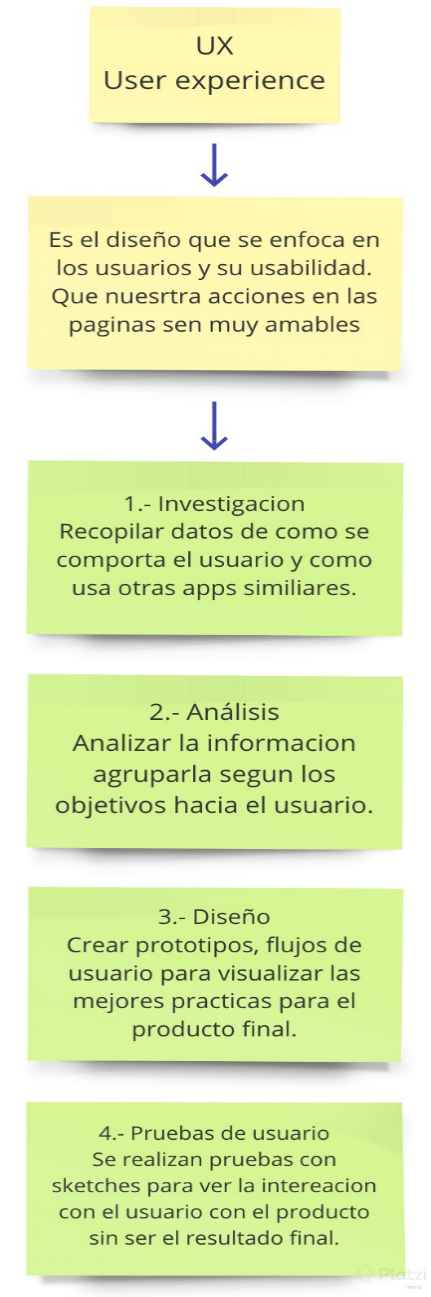 UX
User experience
Es el diseño que se enfoca en
los usuarios y su usabilidad.
Que nuesrtra acciones en las
paginas sen muy amables
1.- Investigacion
Recopilar datos de como se
comporta el usuario y como
usa otras apps similiares.
2.- Análisis
Analizar la informacion
agruparla segun los
objetivos hacia el usuario.
3.- Diseño
Crear prototipos, flujos de
usuario para visualizar las
mejores practicas para el
producto final.
4.- Pruebas de usuario
Se realizan pruebas con
sketches para ver la intereacion
con el usuario con el producto
sin ser el resultado final.
Platzi
miro